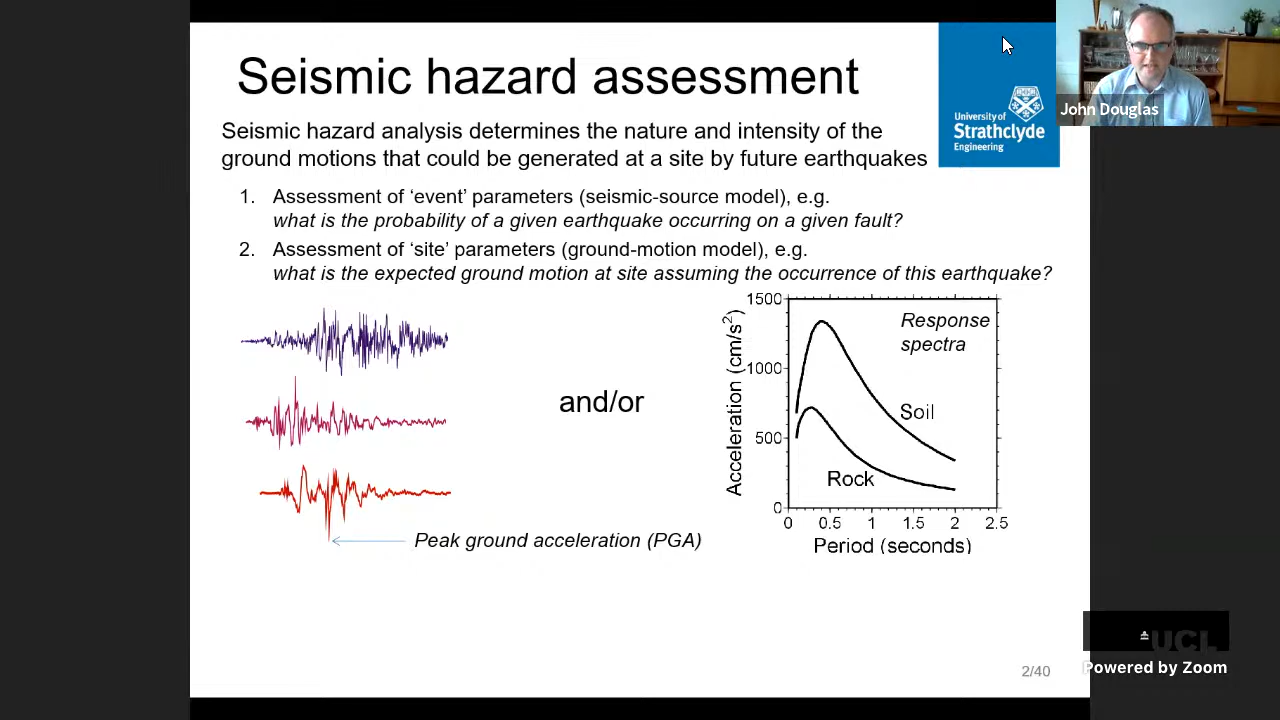 Seismic hazard assessment
University of
Strathclyde
Engineering
John Douglas
Seismic hazard analysis determines the nature and intensity of the
ground motions that could be generated at a site by future earthquakes
1. Assessment of ‘event’ parameters (seismic-source model), e.g.
what is the probability of a given earthquake occurring on a given fault?
2. Assessment of ‘site’ parameters (ground-motion model), e.g.
what is the expected ground motion at site assuming the occurrence of this earthquake?
and/or
Peak ground acceleration (PGA)
Acceleration (cm/s²)
1500
1000
500
0
Response
spectra
Soil
Rock
0 0.5 1 1.5 2 2.5
Period (seconds)
2/40
UCL
Powered by Zoom